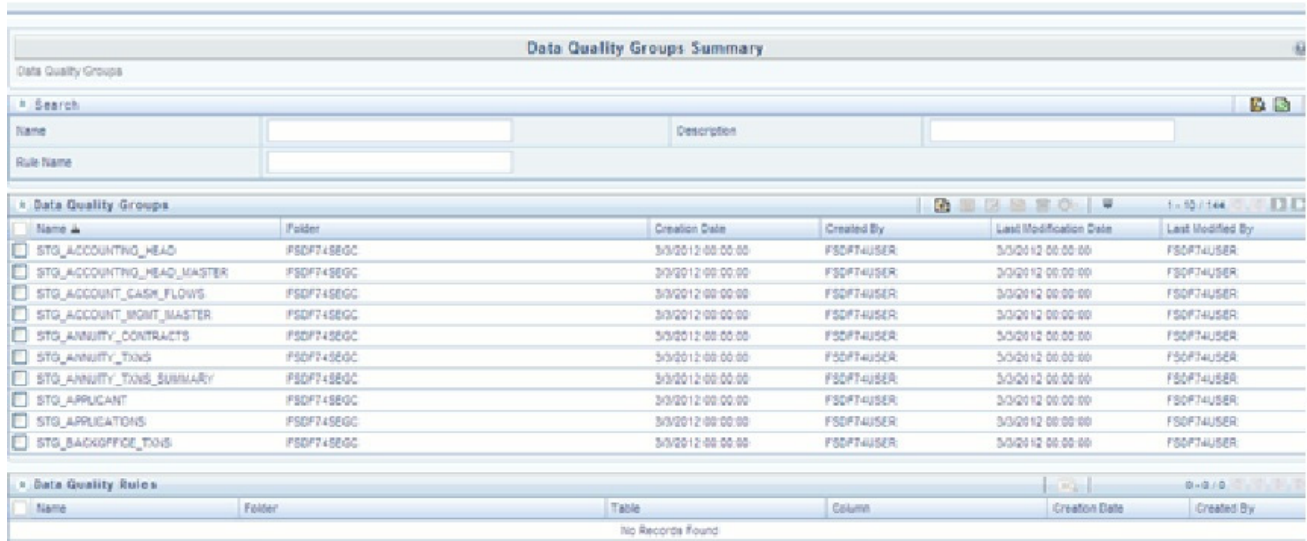 Data Quality Groups Summary
Data Quality Groups
Search
Name Description
Rule Name
Data Quality Groups 1 - 10 / 144
Name Folder Creation Date Created By Last Modification Date Last Modified By
STG_ACCOUNTING_HEAD FSDF74SEGC 3/3/2012 00:00:00 FSDF74USER 3/3/2012 00:00:00 FSDF74USER
STG_ACCOUNTING_HEAD_MASTER FSDF74SEGC 3/3/2012 00:00:00 FSDF74USER 3/3/2012 00:00:00 FSDF74USER
STG_ACCOUNT_CASH_FLOWS FSDF74SEGC 3/3/2012 00:00:00 FSDF74USER 3/3/2012 00:00:00 FSDF74USER
STG_ACCOUNT_MGMT_MASTER FSDF74SEGC 3/3/2012 00:00:00 FSDF74USER 3/3/2012 00:00:00 FSDF74USER
STG_ANNUITY_CONTRACTS FSDF74SEGC 3/3/2012 00:00:00 FSDF74USER 3/3/2012 00:00:00 FSDF74USER
STG_ANNUITY_TXNS FSDF74SEGC 3/3/2012 00:00:00 FSDF74USER 3/3/2012 00:00:00 FSDF74USER
STG_ANNUITY_TXNS_SUMMARY FSDF74SEGC 3/3/2012 00:00:00 FSDF74USER 3/3/2012 00:00:00 FSDF74USER
STG_APPLICANT FSDF74SEGC 3/3/2012 00:00:00 FSDF74USER 3/3/2012 00:00:00 FSDF74USER
STG_APPLICATIONS FSDF74SEGC 3/3/2012 00:00:00 FSDF74USER 3/3/2012 00:00:00 FSDF74USER
STG_BACKOFFICE_TXNS FSDF74SEGC 3/3/2012 00:00:00 FSDF74USER 3/3/2012 00:00:00 FSDF74USER
Data Quality Rules 0 - 0 / 0
Name Folder Table Column Creation Date Created By
No Records Found